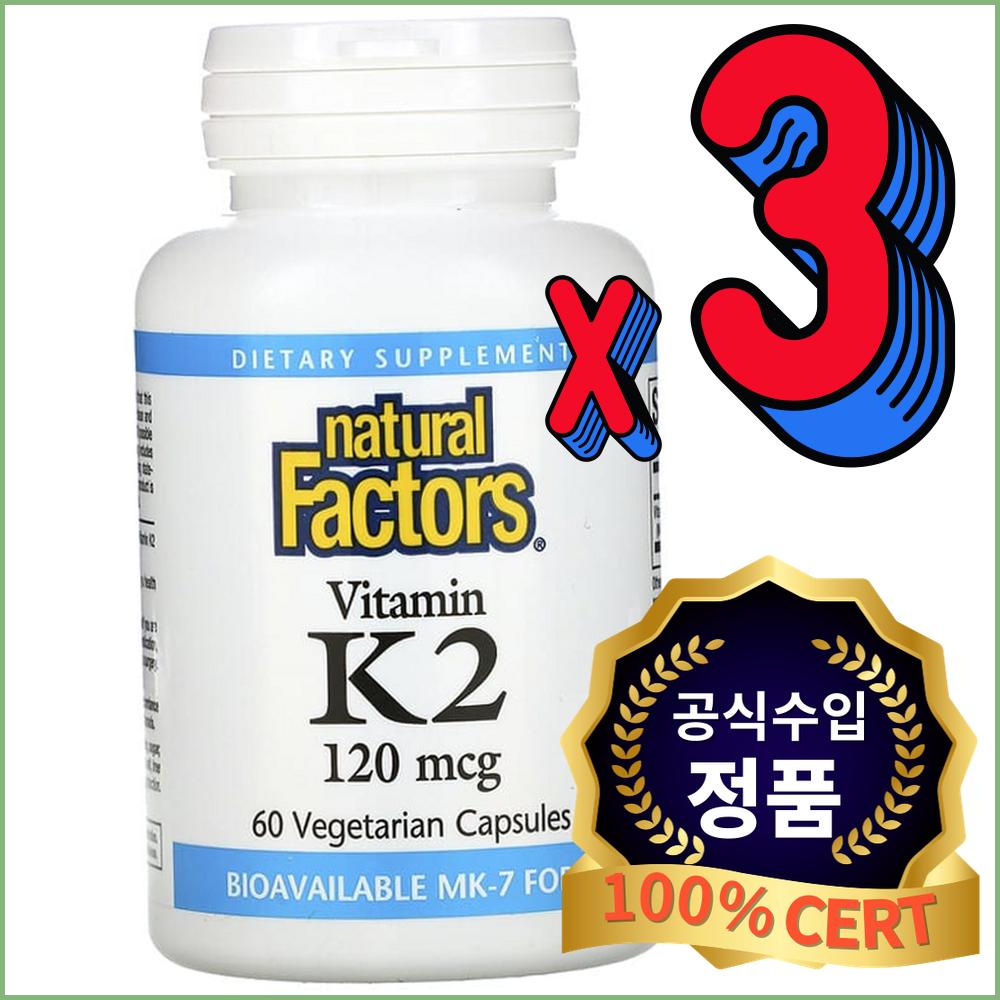 x3
DIETARY SUPPLEMENT
natural
Factors®
Vitamin
K2
120 mcg
60 Vegetarian Capsules
BIOAVAILABLE MK-7 FO
공식수입
정품
100% CERT